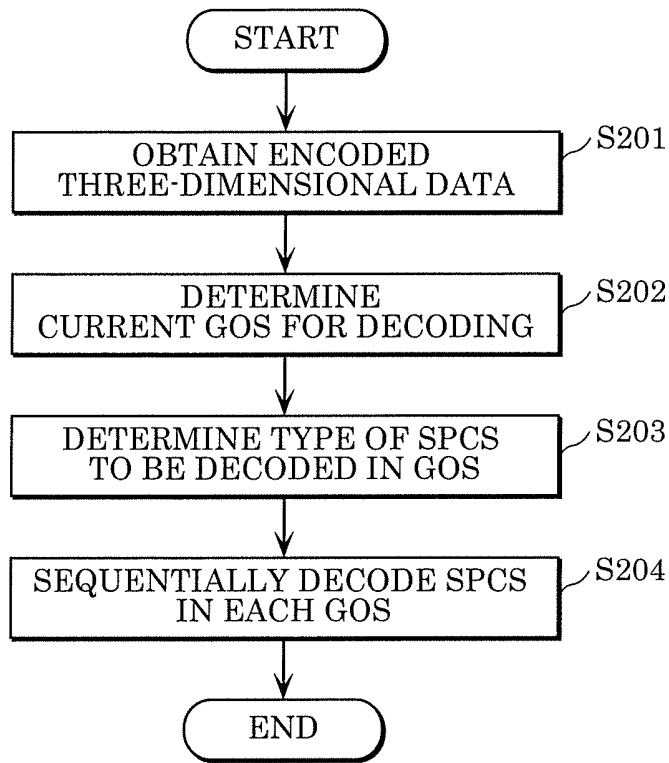 START
OBTAIN ENCODED
THREE-DIMENSIONAL DATA
S201
DETERMINE
CURRENT GOS FOR DECODING
S202
DETERMINE TYPE OF SPCS
TO BE DECODED IN GOS
S203
SEQUENTIALLY DECODE SPCS
IN EACH GOS
S204
END